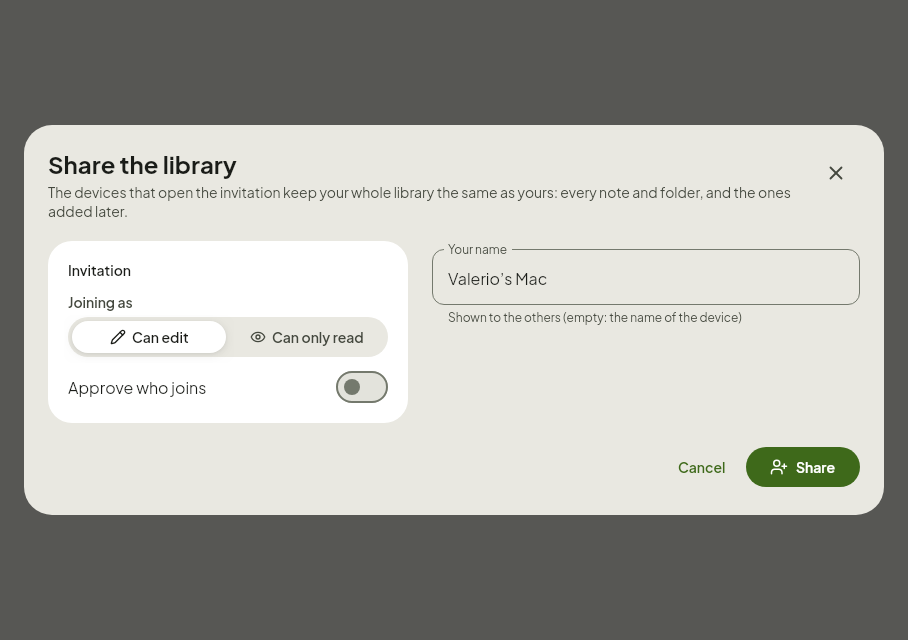 Share the library
The devices that open the invitation keep your whole library the same as yours: every note and folder, and the ones
added later.
Invitation
Joining as
Can edit
Can only read
Approve who joins
Your name
Valerio’s Mac
Shown to the others (empty: the name of the device)
Cancel
Share